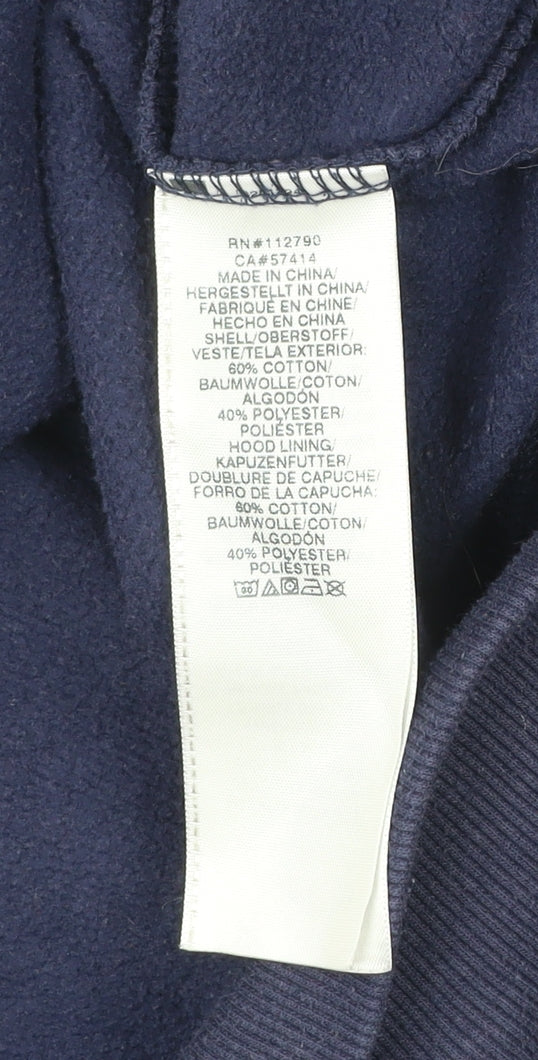 RN#112790
CA#57414
MADE IN CHINA/
HERGESTELLT IN CHINA/
FABRIQUÉ EN CHINE/
HECHO EN CHINA
SHELL/OBERSTOFF/
VESTE/TELA EXTERIOR:
60% COTTON/
BAUMWOLLE/COTON/
ALGODÓN
40% POLYESTER/
POLIÉSTER
HOOD LINING/
KAPUZENFUTTER/
DOUBLURE DE CAPUCHE/
FORRO DE LA CAPUCHA:
60% COTTON/
BAUMWOLLE/COTON/
ALGODÓN
40% POLYESTER/
POLIÉSTER
30